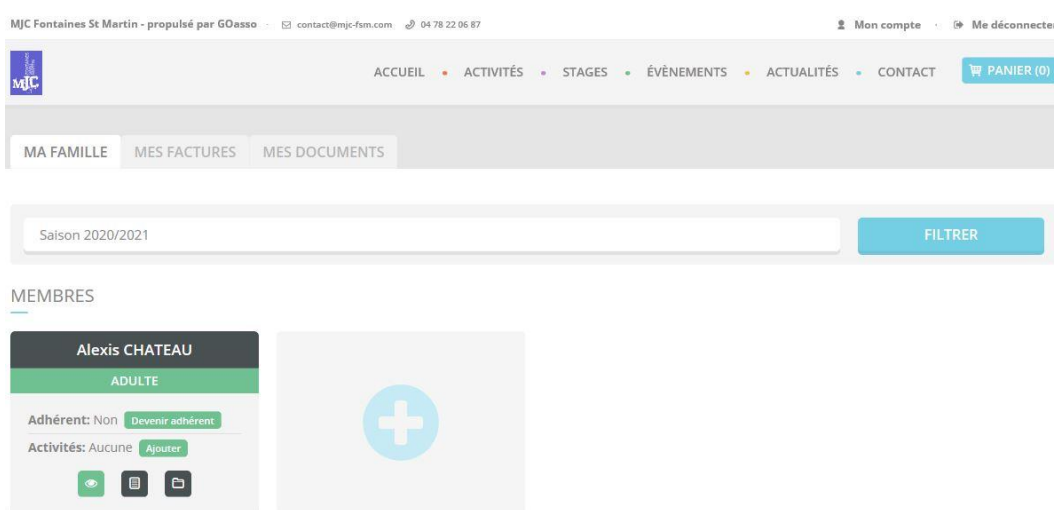 MJC Fontaines St Martin - propulsé par GOasso · contact@mjc-fsm.com 04 78 22 06 87 Mon compte · Me déconnecter
MJC ACCUEIL • ACTIVITÉS • STAGES • ÉVÈNEMENTS • ACTUALITÉS • CONTACT PANIER (0)
MA FAMILLE MES FACTURES MES DOCUMENTS
Saison 2020/2021 FILTRER
MEMBRES
Alexis CHATEAU
ADULTE
Adhérent: Non Devenir adhérent
Activités: Aucune Ajouter